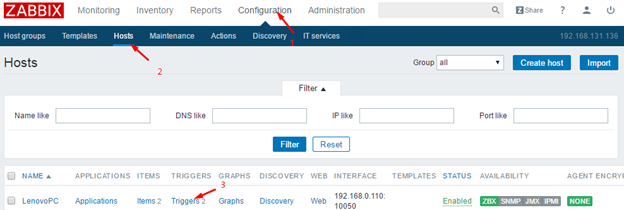 ZABBIX Monitoring Inventory Reports Configuration Administration Share ?
1
Host groups Templates Hosts Maintenance Actions Discovery IT services 192.168.131.136
2
Hosts Group all Create host Import
Filter ▲
Name like DNS like IP like Port like
Filter Reset
3
NAME ▲ APPLICATIONS ITEMS TRIGGERS GRAPHS DISCOVERY WEB INTERFACE TEMPLATES STATUS AVAILABILITY AGENT ENCRY
LenovoPC Applications Items 2 Triggers 2 Graphs Discovery Web 192.168.0.110: Enabled ZBX SNMP JMX IPMI NONE
10050